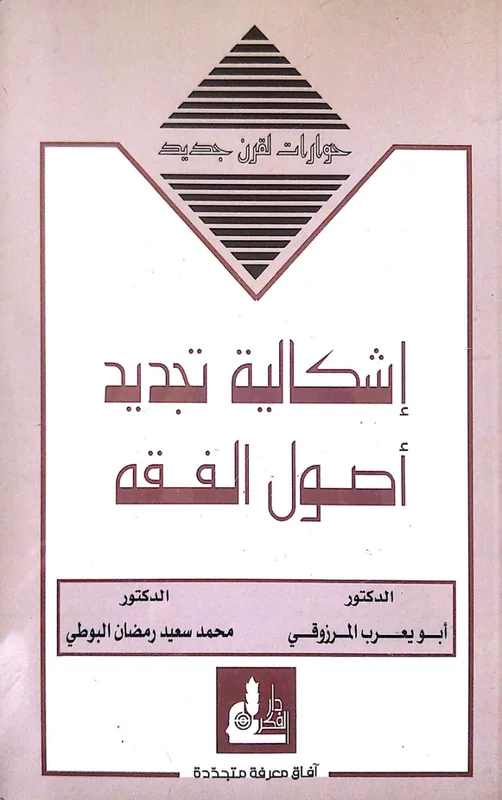 حوارات لقرن جديد
إشكالية تجديد
أصول الفقه
الدكتور
أبو يعرب المرزوقي
الدكتور
محمد سعيد رمضان البوطي
دار
الفكر
آفاق معرفة متجددة